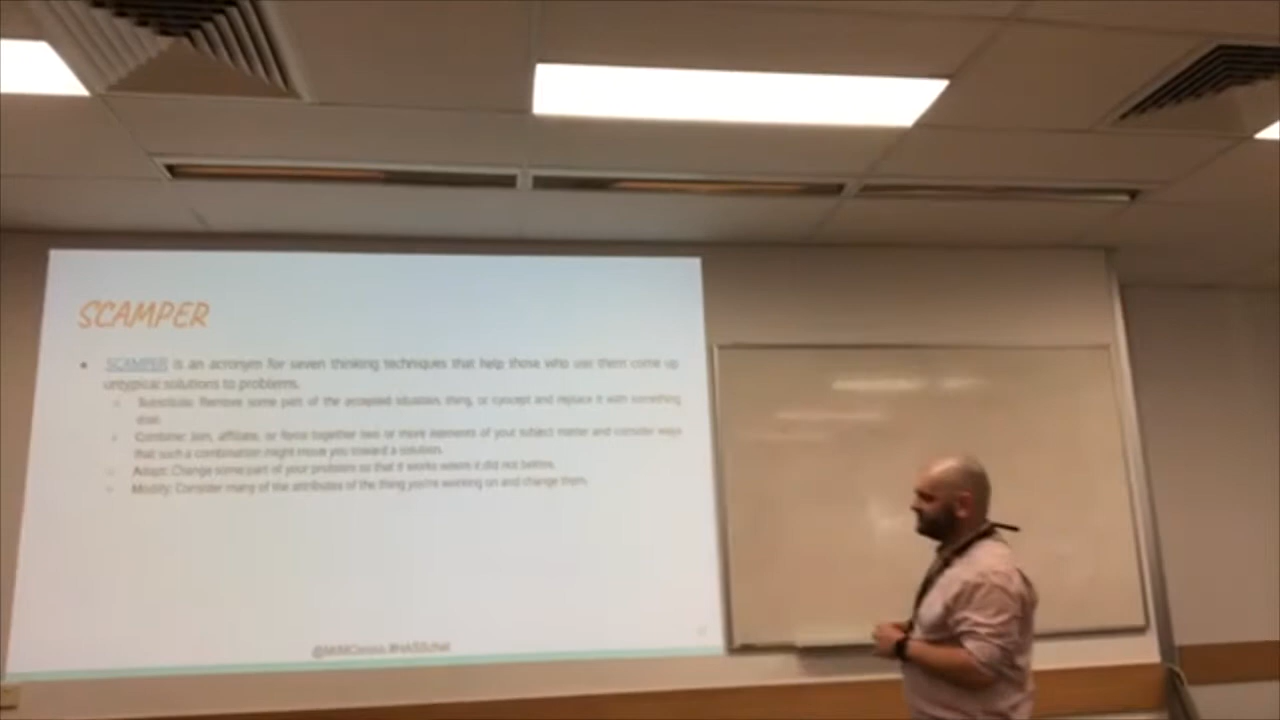 SCAMPER
• SCAMPER is an acronym for seven thinking techniques that help those who use them come up
untypical solutions to problems.
Substitute: Remove some part of the accepted situation, thing, or concept and replace it with something
else.
Combine: Join, affiliate, or force together two or more elements of your subject matter and consider ways
that such a combination might move you toward a solution.
Adapt: Change some part of your problem so that it works where it did not before.
Modify: Consider many of the attributes of the thing you're working on and change them.